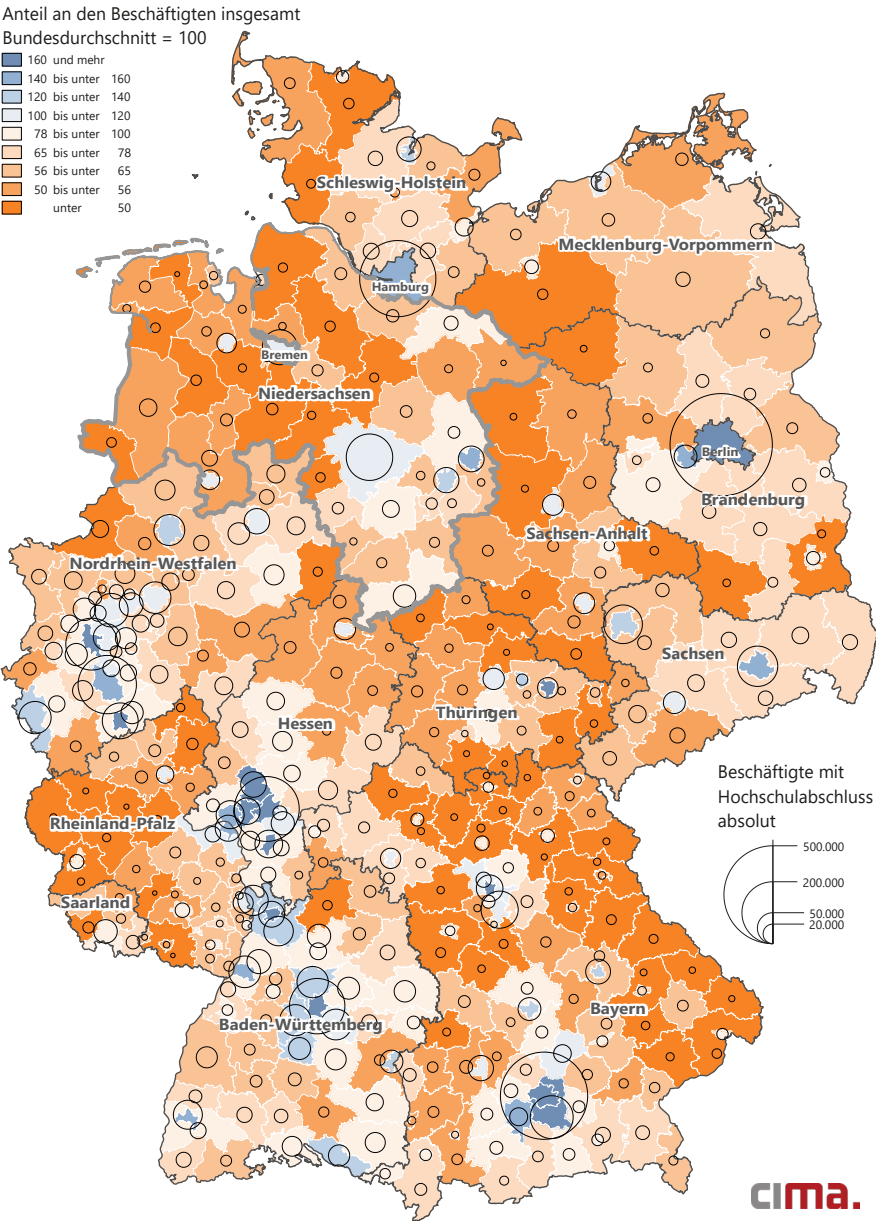 Anteil an den Beschäftigten insgesamt
Bundesdurchschnitt = 100
160 und mehr
140 bis unter 160
120 bis unter 140
100 bis unter 120
78 bis unter 100
65 bis unter 78
56 bis unter 65
50 bis unter 56
unter 50
Schleswig-Holstein
Mecklenburg-Vorpommern
Hamburg
Bremen
Niedersachsen
Berlin
Brandenburg
Sachsen-Anhalt
Nordrhein-Westfalen
Sachsen
Thüringen
Hessen
Rheinland-Pfalz
Saarland
Bayern
Baden-Württemberg
Beschäftigte mit
Hochschulabschluss
absolut
500.000
200.000
50.000
20.000
cima.